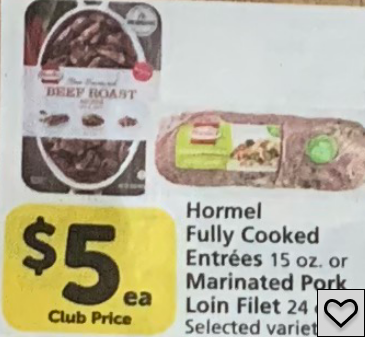 Hormel
BEEF ROAST
Hormel
$5 ea
Club Price
Hormel
Fully Cooked
Entrées 15 oz. or
Marinated Pork
Loin Filet 24
Selected variet